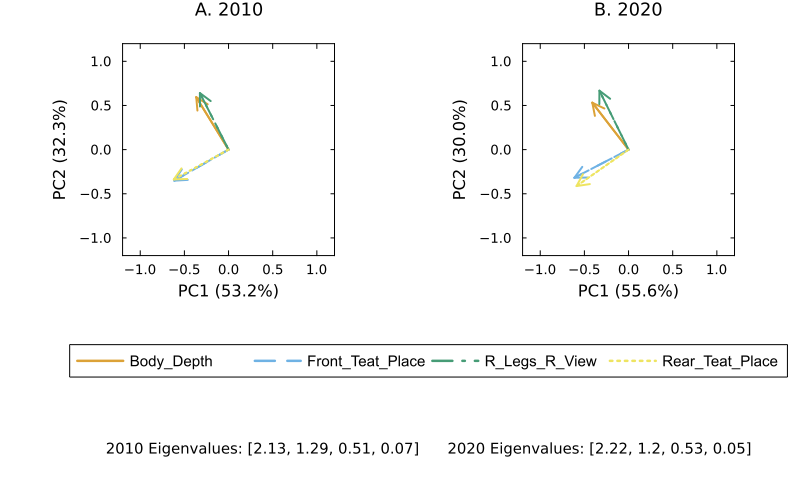 A. 2010
B. 2020
1.0
0.5
0.0
−0.5
−1.0
PC2 (32.3%)
−1.0 −0.5 0.0 0.5 1.0
PC1 (53.2%)
1.0
0.5
0.0
−0.5
−1.0
PC2 (30.0%)
−1.0 −0.5 0.0 0.5 1.0
PC1 (55.6%)
Body_Depth Front_Teat_Place R_Legs_R_View Rear_Teat_Place
2010 Eigenvalues: [2.13, 1.29, 0.51, 0.07]
2020 Eigenvalues: [2.22, 1.2, 0.53, 0.05]